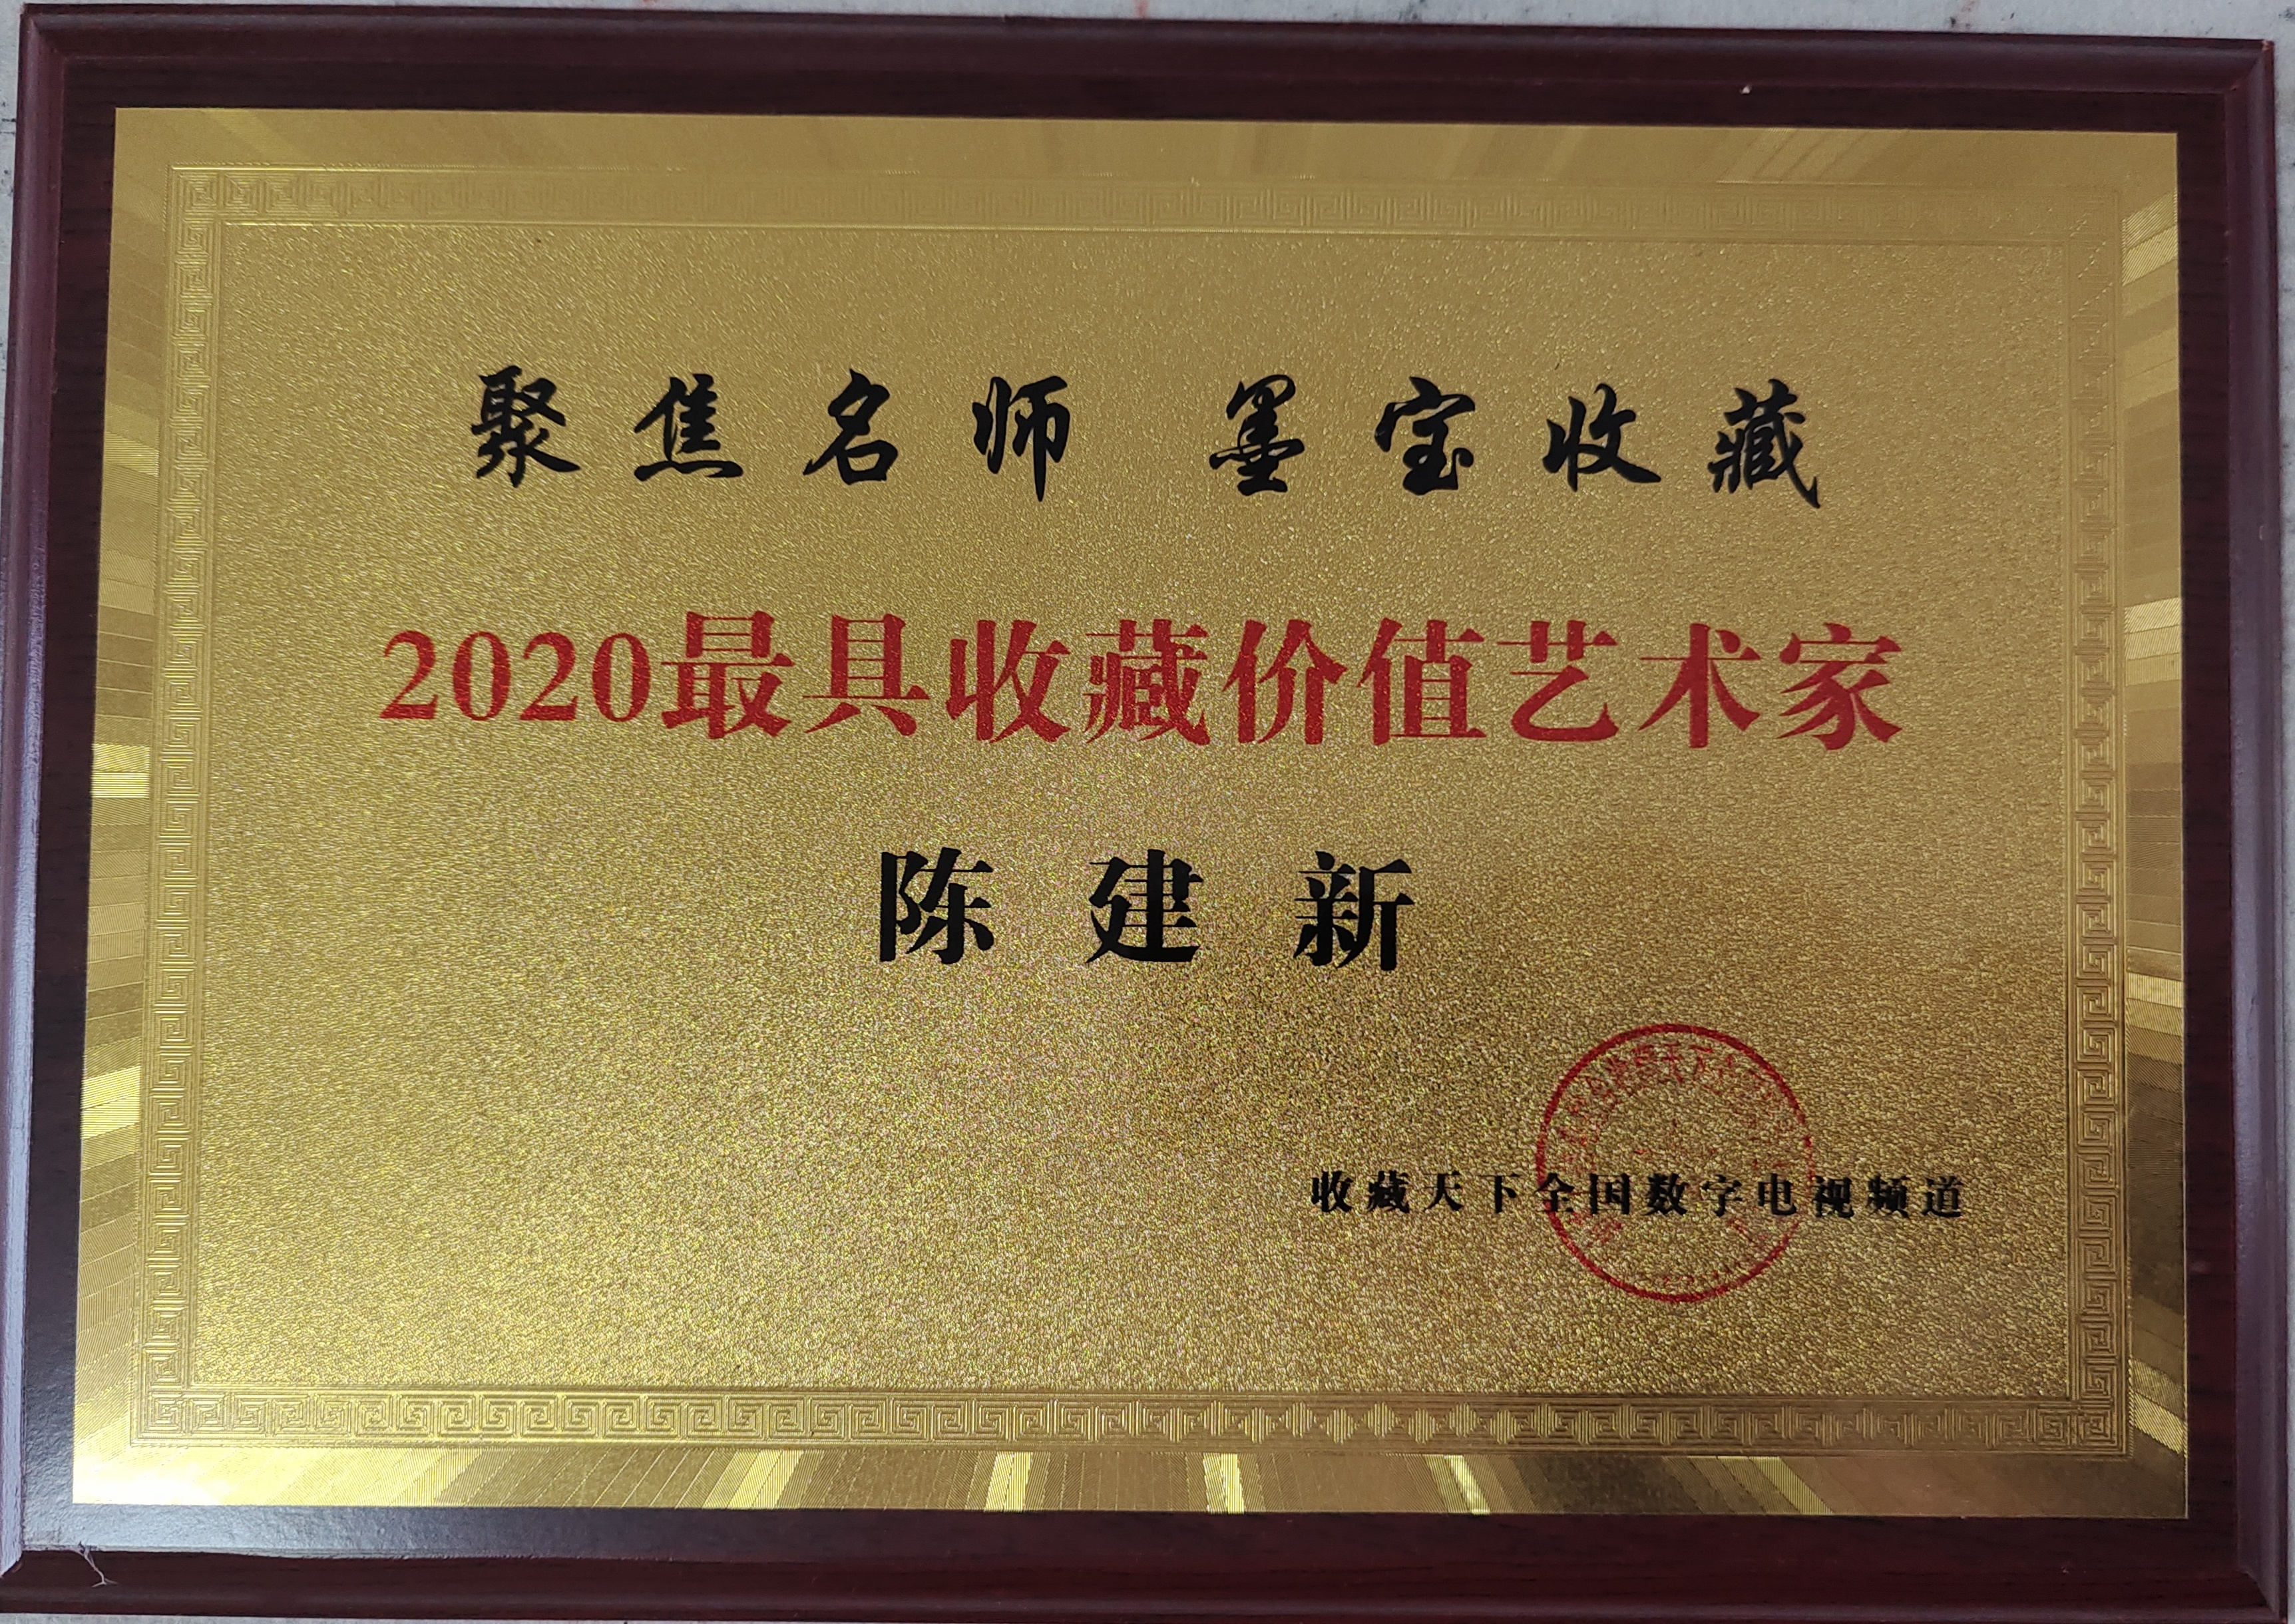 聚焦名师 墨宝收藏
2020最具收藏价值艺术家
陈建新
收藏天下全国数字电视频道